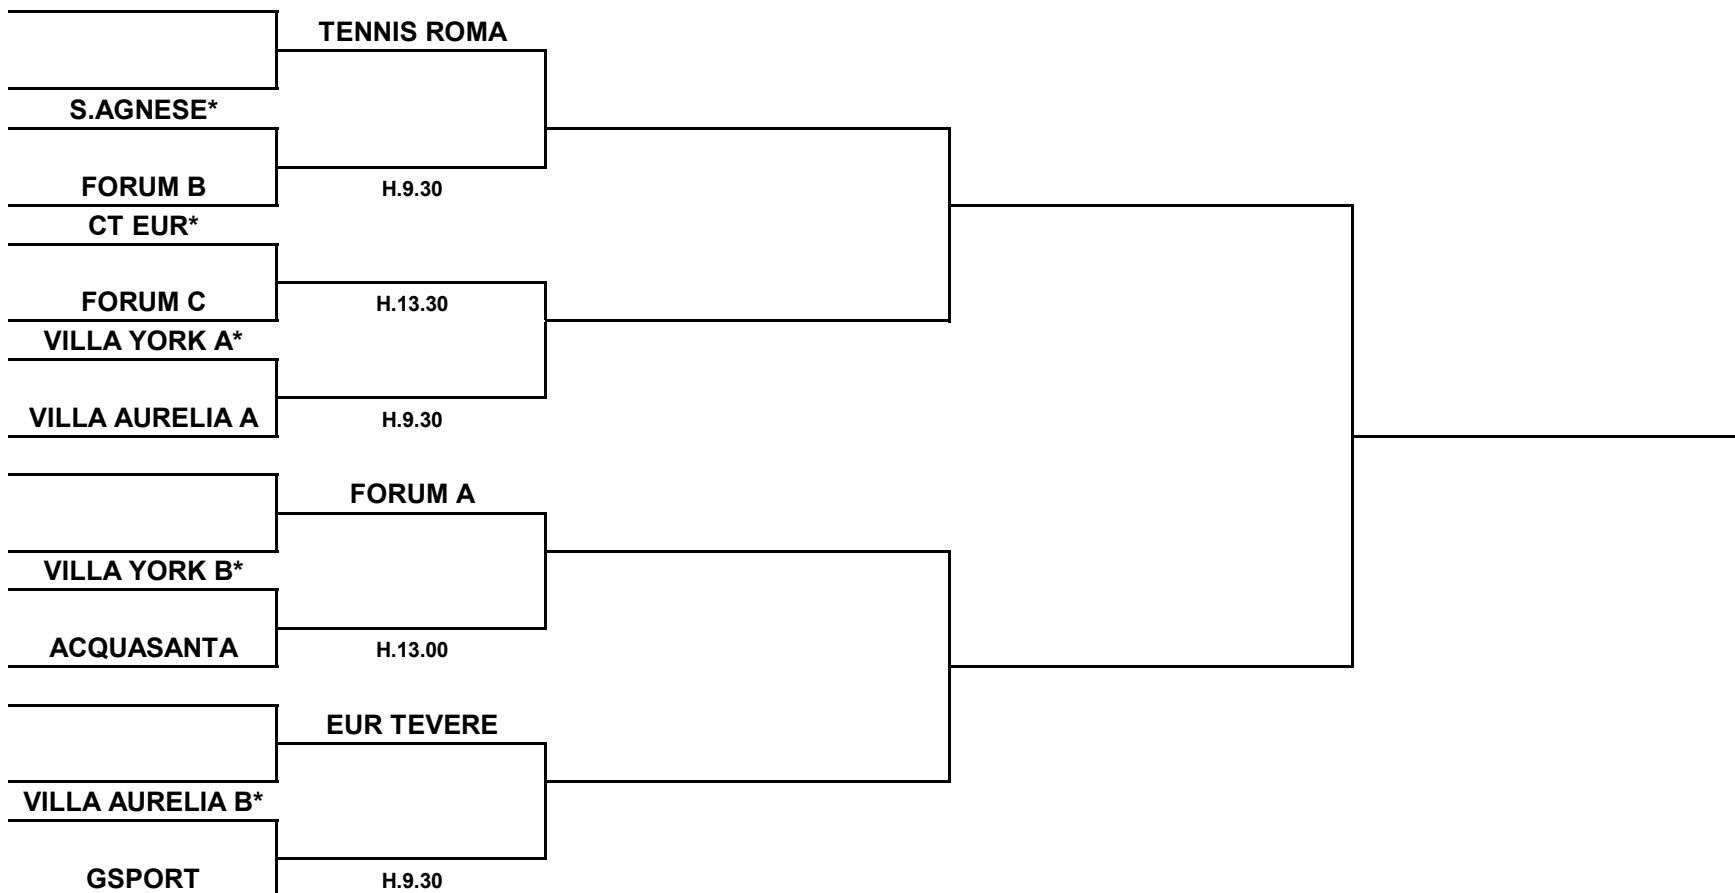 TENNIS ROMA
S.AGNESE*
FORUM B
H.9.30
CT EUR*
FORUM C
H.13.30
VILLA YORK A*
VILLA AURELIA A
H.9.30
FORUM A
VILLA YORK B*
ACQUASANTA
H.13.00
EUR TEVERE
VILLA AURELIA B*
GSPORT
H.9.30